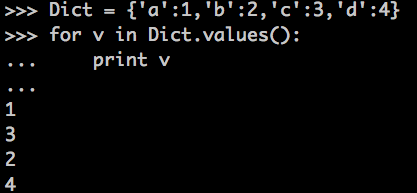 >>> Dict = {'a':1,'b':2,'c':3,'d':4}
>>> for v in Dict.values():
...     print v
...
1
3
2
4